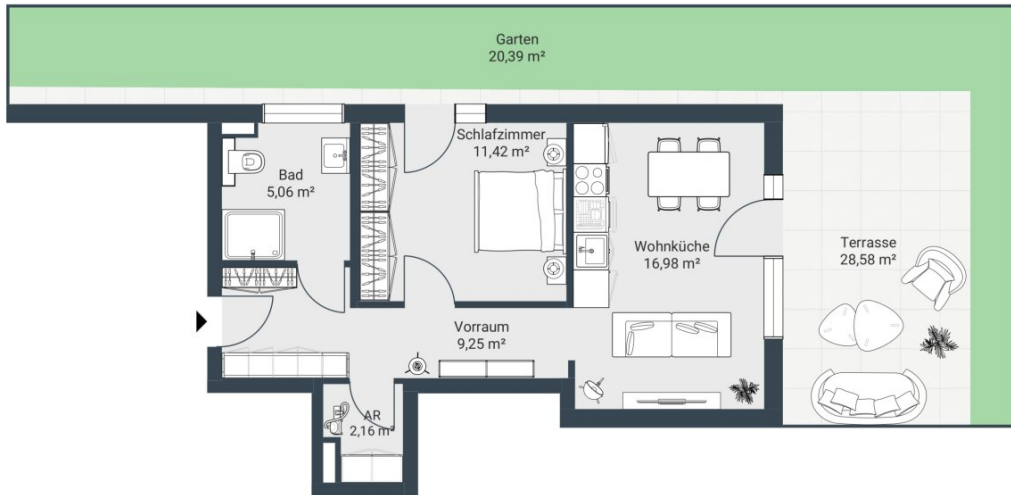 Garten
20,39 m²
Schlafzimmer
11,42 m²
Bad
5,06 m²
Wohnküche
16,98 m²
Terrasse
28,58 m²
Vorraum
9,25 m²
AR
2,16 m²